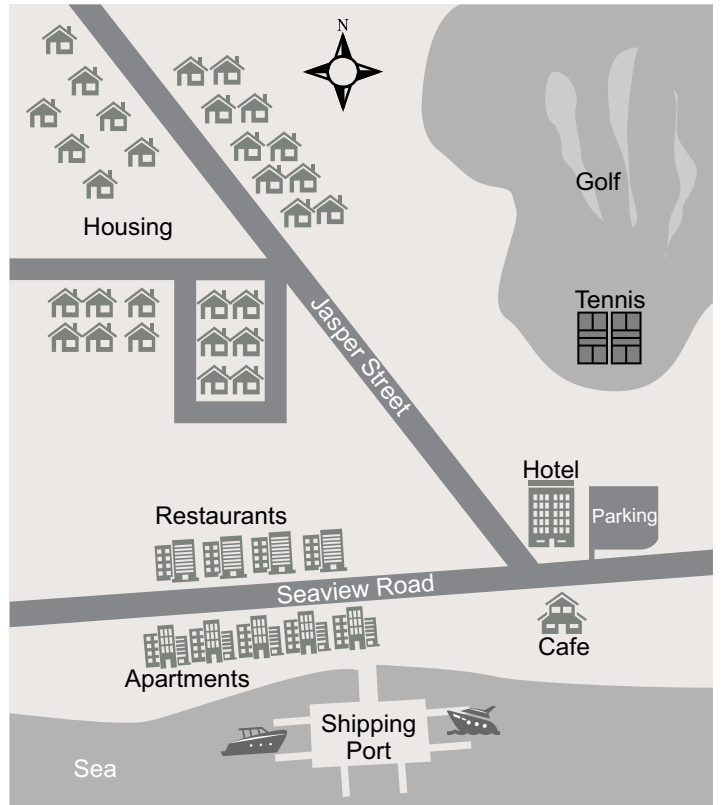 N
Golf
Housing
Tennis
Jasper Street
Hotel
Parking
Restaurants
Seaview Road
Cafe
Apartments
Shipping
Port
Sea